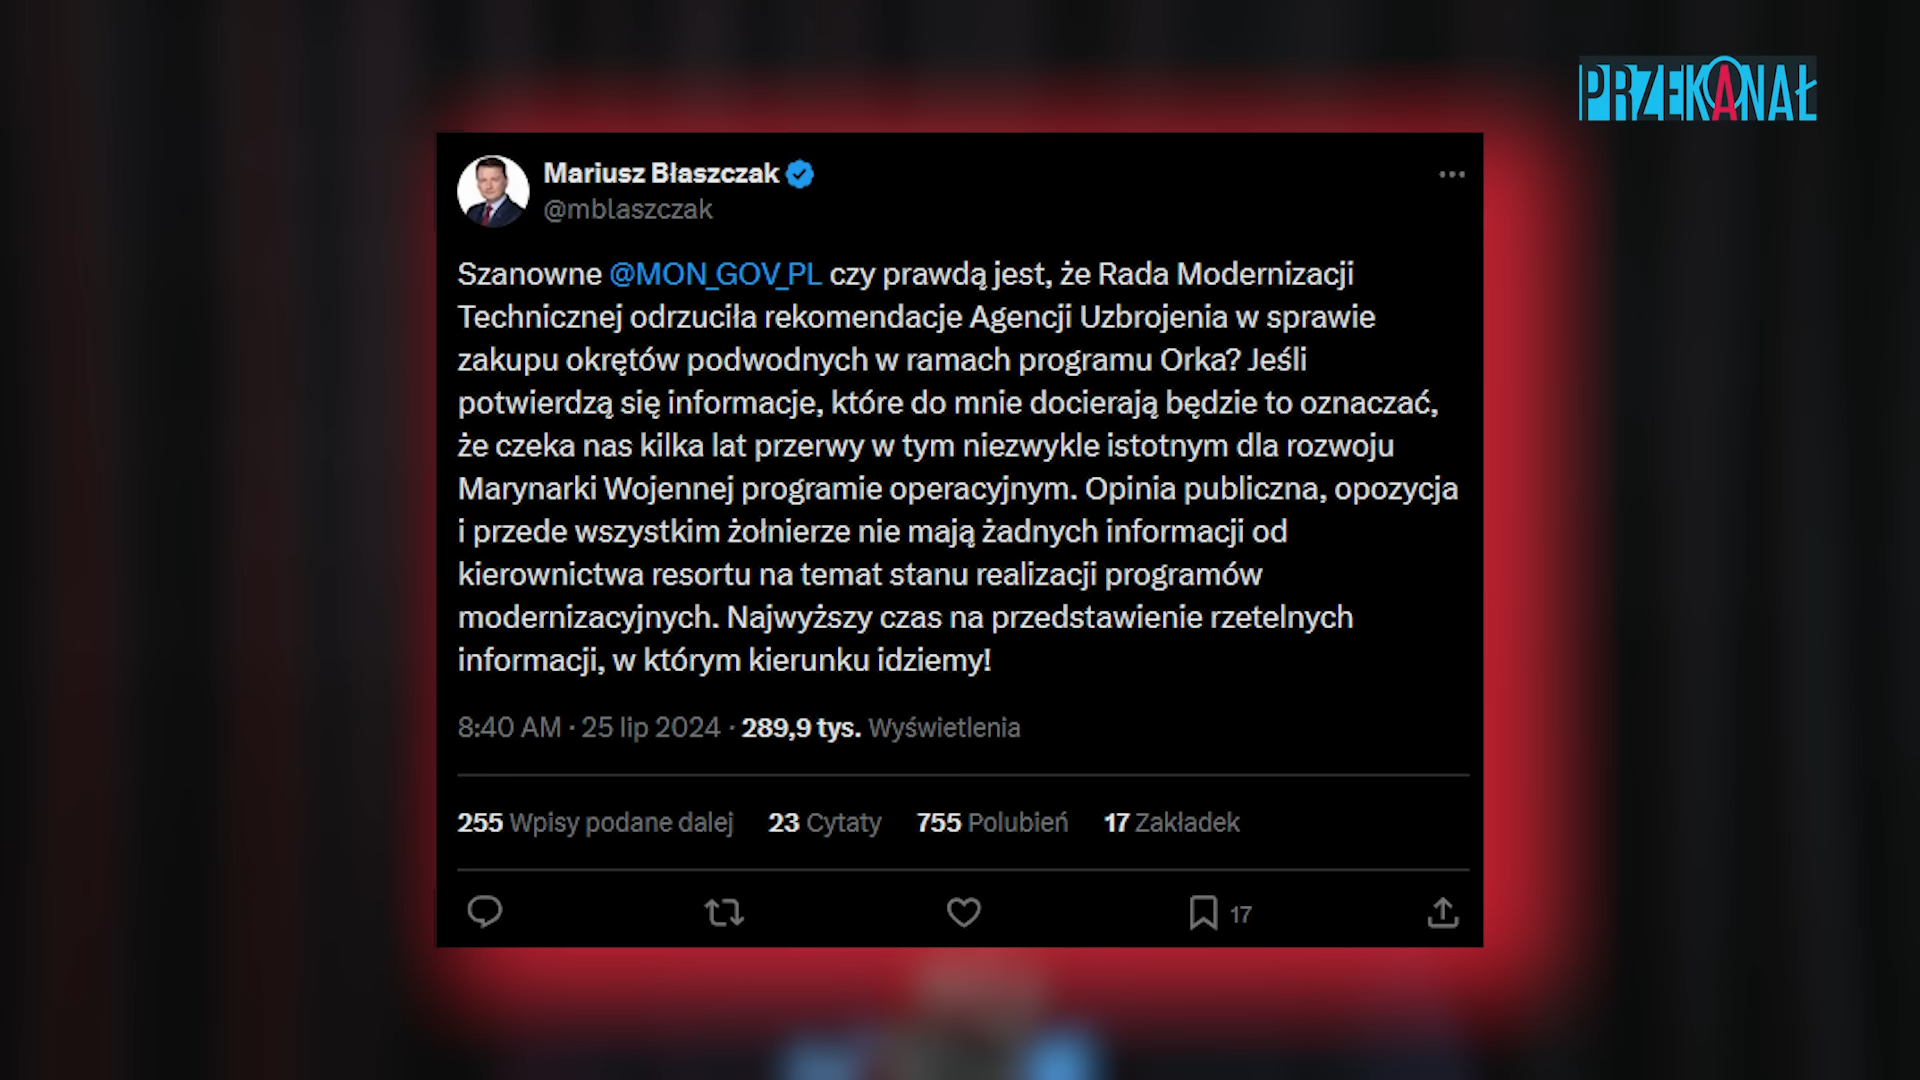 PRZEKANAŁ
Mariusz Błaszczak
@mblaszczak
Szanowne @MON_GOV_PL czy prawdą jest, że Rada Modernizacji
Technicznej odrzuciła rekomendacje Agencji Uzbrojenia w sprawie
zakupu okrętów podwodnych w ramach programu Orka? Jeśli
potwierdzą się informacje, które do mnie docierają będzie to oznaczać,
że czeka nas kilka lat przerwy w tym niezwykle istotnym dla rozwoju
Marynarki Wojennej programie operacyjnym. Opinia publiczna, opozycja
i przede wszystkim żołnierze nie mają żadnych informacji od
kierownictwa resortu na temat stanu realizacji programów
modernizacyjnych. Najwyższy czas na przedstawienie rzetelnych
informacji, w którym kierunku idziemy!
8:40 AM · 25 lip 2024 · 289,9 tys. Wyświetlenia
255 Wpisy podane dalej 23 Cytaty 755 Polubień 17 Zakładek
17